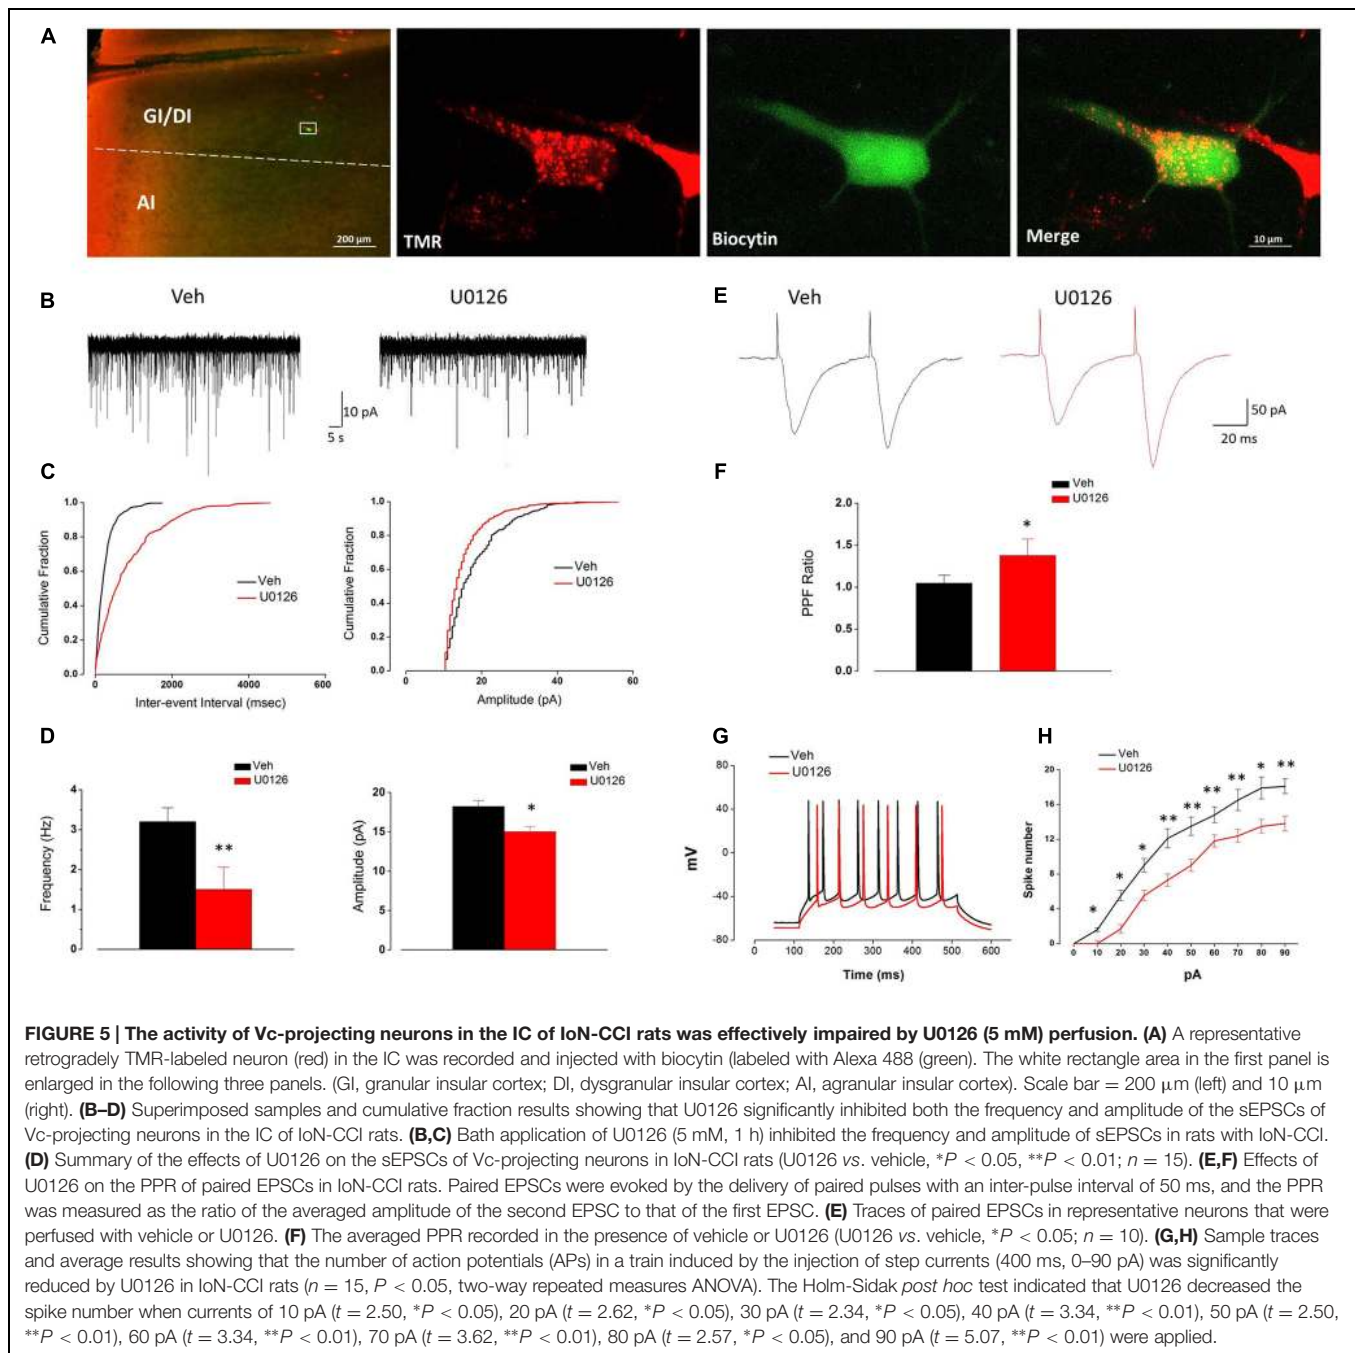 A
GI/DI
AI
200 μm
TMR
Biocytin
Merge
10 μm
B
Veh
U0126
10 pA
5 s
E
Veh
U0126
50 pA
20 ms
C
Cumulative Fraction
1.0
0.8
0.6
0.4
0.2
0.0
0
2000
4000
600
Inter-event Interval (msec)
Veh
U0126
Cumulative Fraction
1.0
0.8
0.6
0.4
0.2
0.0
0
20
40
60
Amplitude (pA)
Veh
U0126
F
Veh
U0126
PPF Ratio
2.0
1.5
1.0
0.5
0.0
*
D
Veh
U0126
Frequency (Hz)
4
3
2
1
0
**
Veh
U0126
Amplitude (pA)
20
15
10
5
0
*
G
Veh
U0126
mV
80
40
0
-40
-80
0
100
200
300
400
500
600
Time (ms)
H
Veh
U0126
Spike number
20
16
12
8
4
0
* * * ** ** ** ** * **
0 10 20 30 40 50 60 70 80 90
pA
FIGURE 5 | The activity of Vc-projecting neurons in the IC of IoN-CCI rats was effectively impaired by U0126 (5 mM) perfusion. (A) A representative
retrogradely TMR-labeled neuron (red) in the IC was recorded and injected with biocytin (labeled with Alexa 488 (green). The white rectangle area in the first panel is
enlarged in the following three panels. (GI, granular insular cortex; DI, dysgranular insular cortex; AI, agranular insular cortex). Scale bar = 200 μm (left) and 10 μm
(right). (B–D) Superimposed samples and cumulative fraction results showing that U0126 significantly inhibited both the frequency and amplitude of the sEPSCs of
Vc-projecting neurons in the IC of IoN-CCI rats. (B,C) Bath application of U0126 (5 mM, 1 h) inhibited the frequency and amplitude of sEPSCs in rats with IoN-CCI.
(D) Summary of the effects of U0126 on the sEPSCs of Vc-projecting neurons in IoN-CCI rats (U0126 vs. vehicle, *P < 0.05, **P < 0.01; n = 15). (E,F) Effects of
U0126 on the PPR of paired EPSCs in IoN-CCI rats. Paired EPSCs were evoked by the delivery of paired pulses with an inter-pulse interval of 50 ms, and the PPR
was measured as the ratio of the averaged amplitude of the second EPSC to that of the first EPSC. (E) Traces of paired EPSCs in representative neurons that were
perfused with vehicle or U0126. (F) The averaged PPR recorded in the presence of vehicle or U0126 (U0126 vs. vehicle, *P < 0.05; n = 10). (G,H) Sample traces
and average results showing that the number of action potentials (APs) in a train induced by the injection of step currents (400 ms, 0–90 pA) was significantly
reduced by U0126 in IoN-CCI rats (n = 15, P < 0.05, two-way repeated measures ANOVA). The Holm-Sidak post hoc test indicated that U0126 decreased the
spike number when currents of 10 pA (t = 2.50, *P < 0.05), 20 pA (t = 2.62, *P < 0.05), 30 pA (t = 2.34, *P < 0.05), 40 pA (t = 3.34, **P < 0.01), 50 pA (t = 2.50,
**P < 0.01), 60 pA (t = 3.34, **P < 0.01), 70 pA (t = 3.62, **P < 0.01), 80 pA (t = 2.57, *P < 0.05), and 90 pA (t = 5.07, **P < 0.01) were applied.